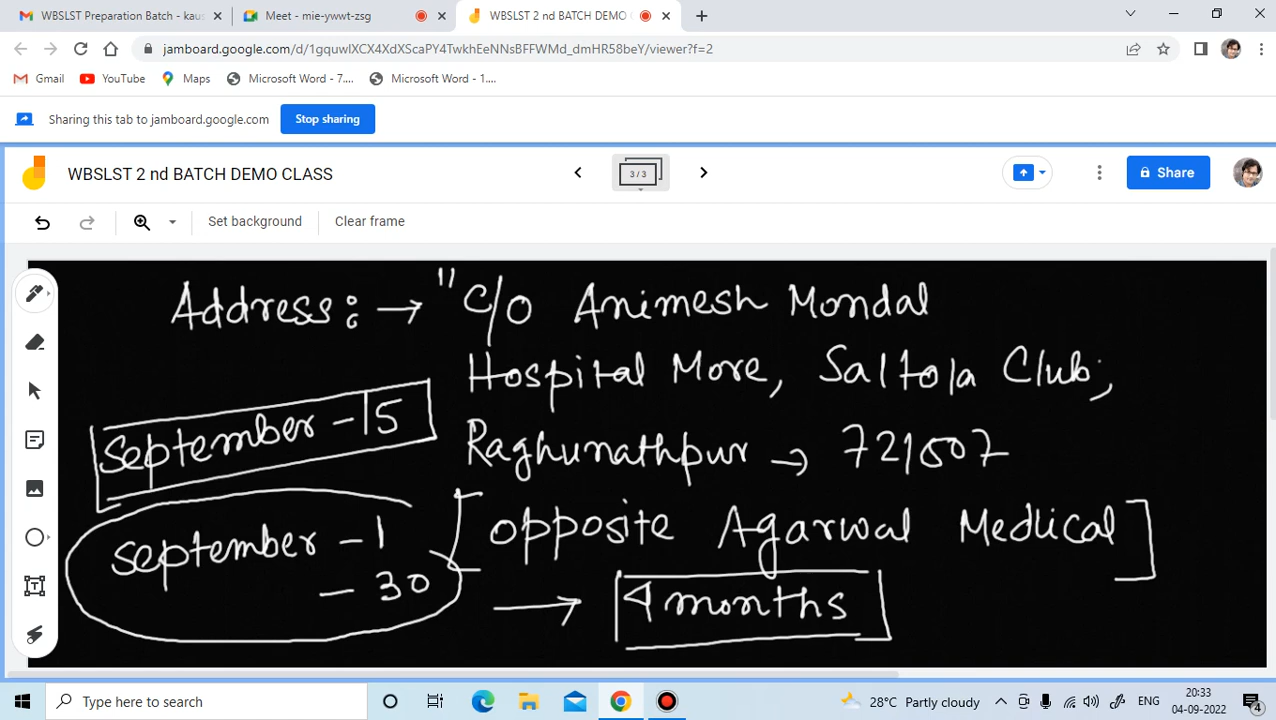 WBSLST Preparation Batch - kaus
Meet - mie-ywwt-zsg
WBSLST 2 nd BATCH DEMO C
jamboard.google.com/d/1gquwlXCX4XdXScaPY4TwkhEeNNsBFFWMd_dmHR58beY/viewer?f=2
Gmail YouTube Maps Microsoft Word - 7.... Microsoft Word - 1....
Sharing this tab to jamboard.google.com Stop sharing
WBSLST 2 nd BATCH DEMO CLASS 3 / 3 Share
Set background Clear frame
Address: → "C/O Animesh Mondal
Hospital More, Saltola Club,
September - 15
Raghunathpur → 721507
September - 1
- 30
[opposite Agarwal Medical]
→ 4 months
Type here to search
28°C Partly cloudy
ENG
20:33
04-09-2022
4